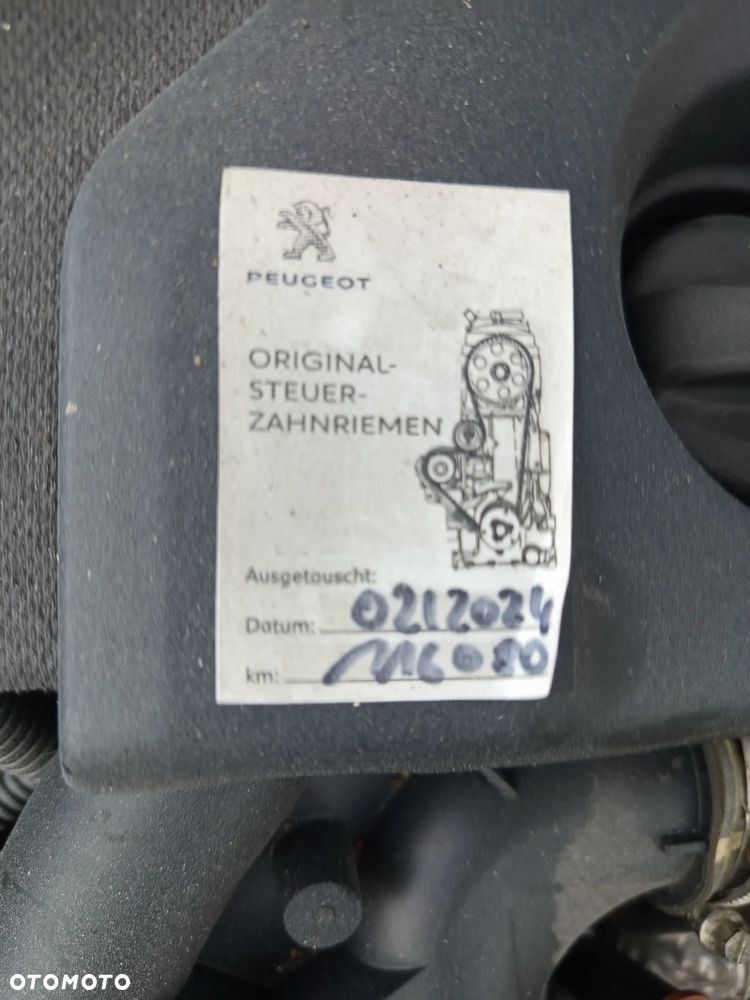 PEUGEOT
ORIGINAL-
STEUER-
ZAHNRIEMEN
Ausgetauscht:
Datum: 02/2024
km: 116080
OTOMOTO